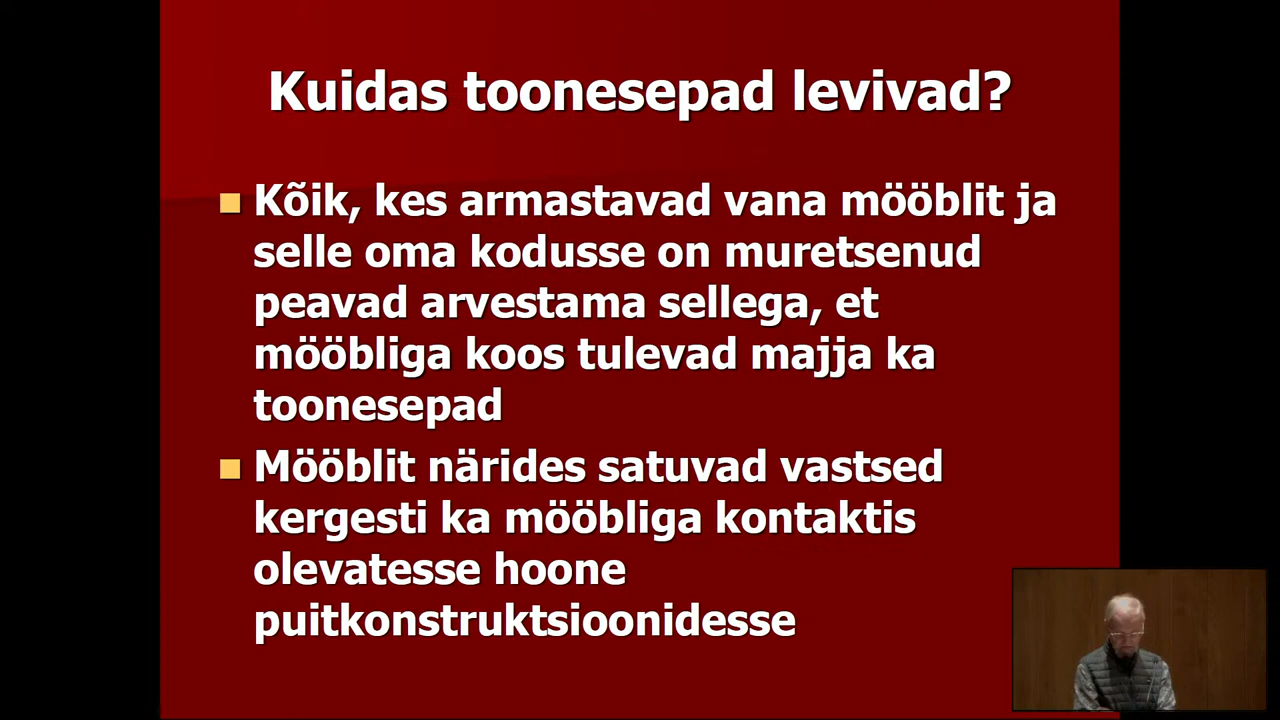 Kuidas toonesepad levivad?
Kõik, kes armastavad vana mööblit ja
selle oma kodusse on muretsenud
peavad arvestama sellega, et
mööbliga koos tulevad majja ka
toonesepad
Mööblit närides satuvad vastsed
kergesti ka mööbliga kontaktis
olevatesse hoone
puitkonstruktsioonidesse